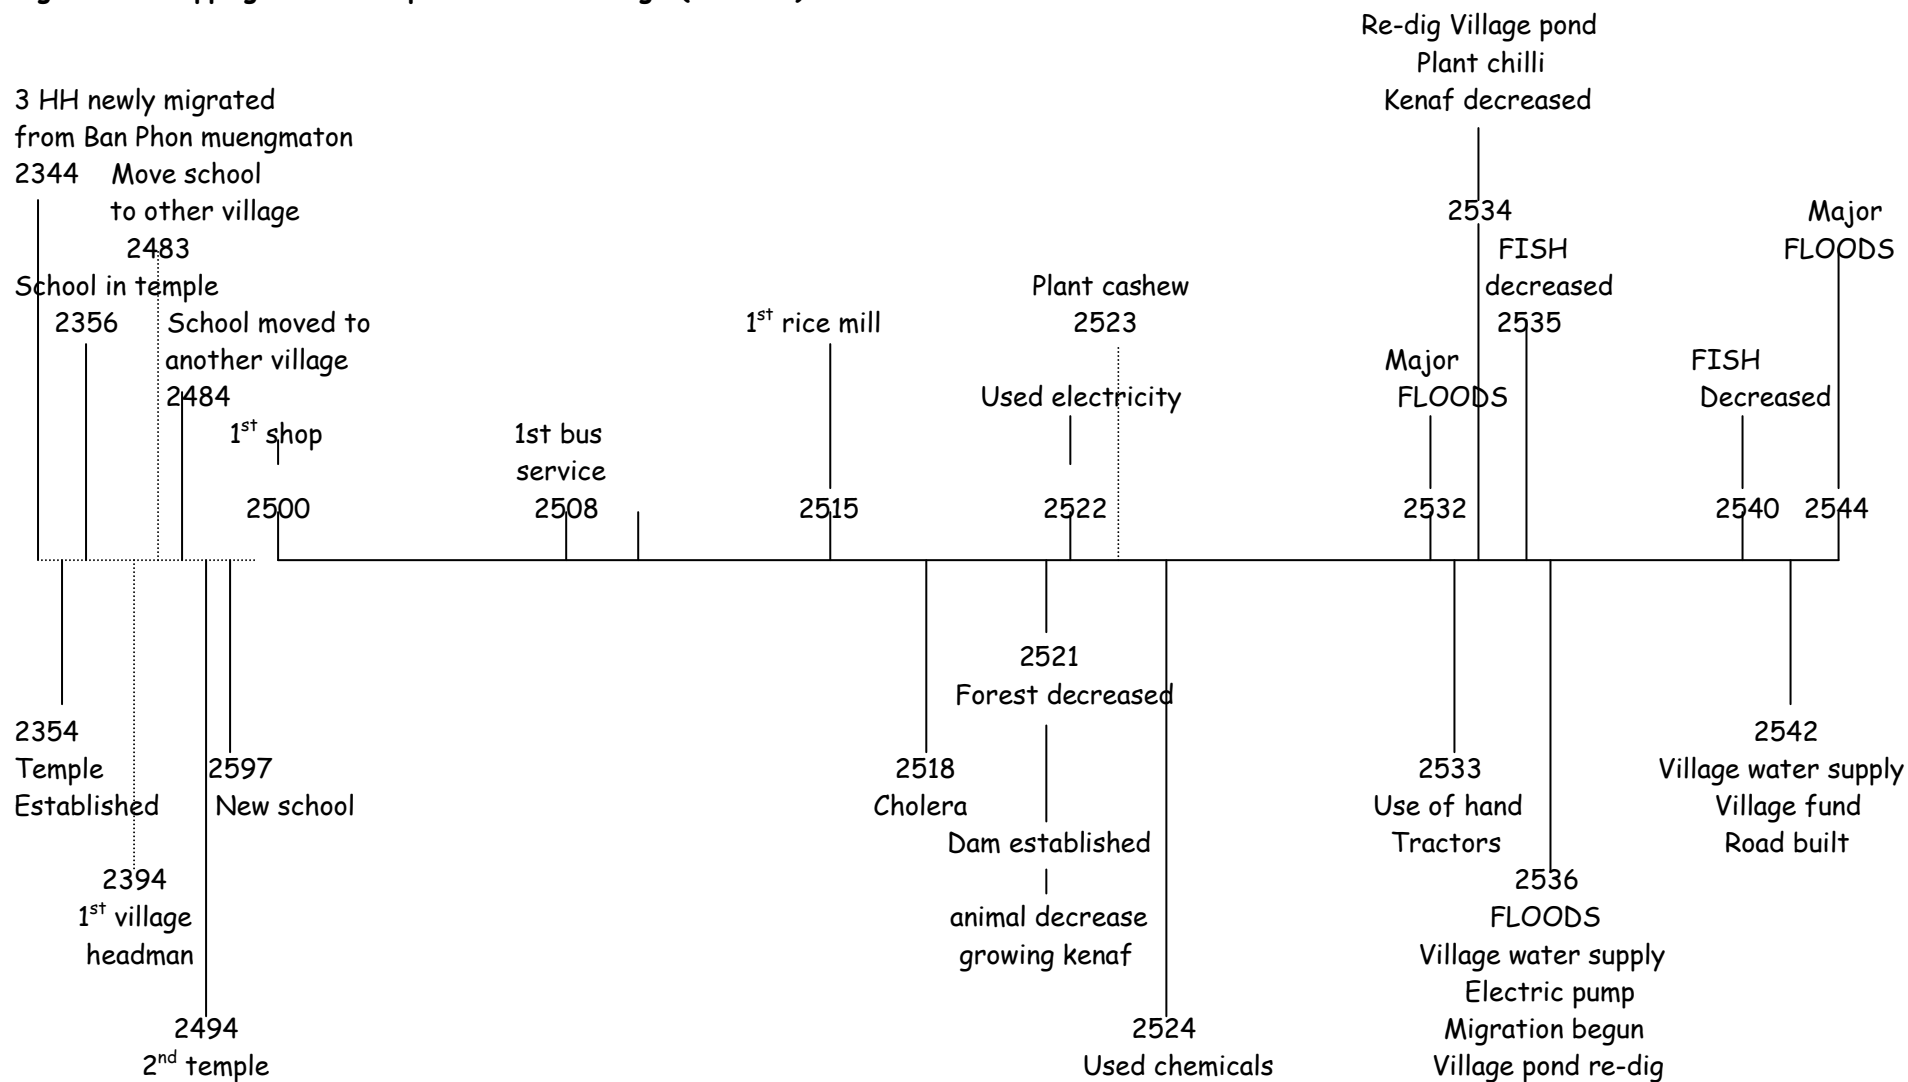 Re-dig Village pond
Plant chilli
Kenaf decreased
3 HH newly migrated
from Ban Phon muengmaton
2344
Move school
to other village
2483
School in temple
2356
School moved to
another village
2484
1st shop
2500
1st bus
service
2508
1st rice mill
2515
Plant cashew
2523
Used electricity
2522
2534
FISH
decreased
2535
Major
FLOODS
2532
FISH
Decreased
2540
Major
FLOODS
2544
2354
Temple
Established
2394
1st village
headman
2494
2nd temple
2597
New school
2518
Cholera
2521
Forest decreased
Dam established
animal decrease
growing kenaf
2524
Used chemicals
2533
Use of hand
Tractors
2536
FLOODS
Village water supply
Electric pump
Migration begun
Village pond re-dig
2542
Village water supply
Village fund
Road built